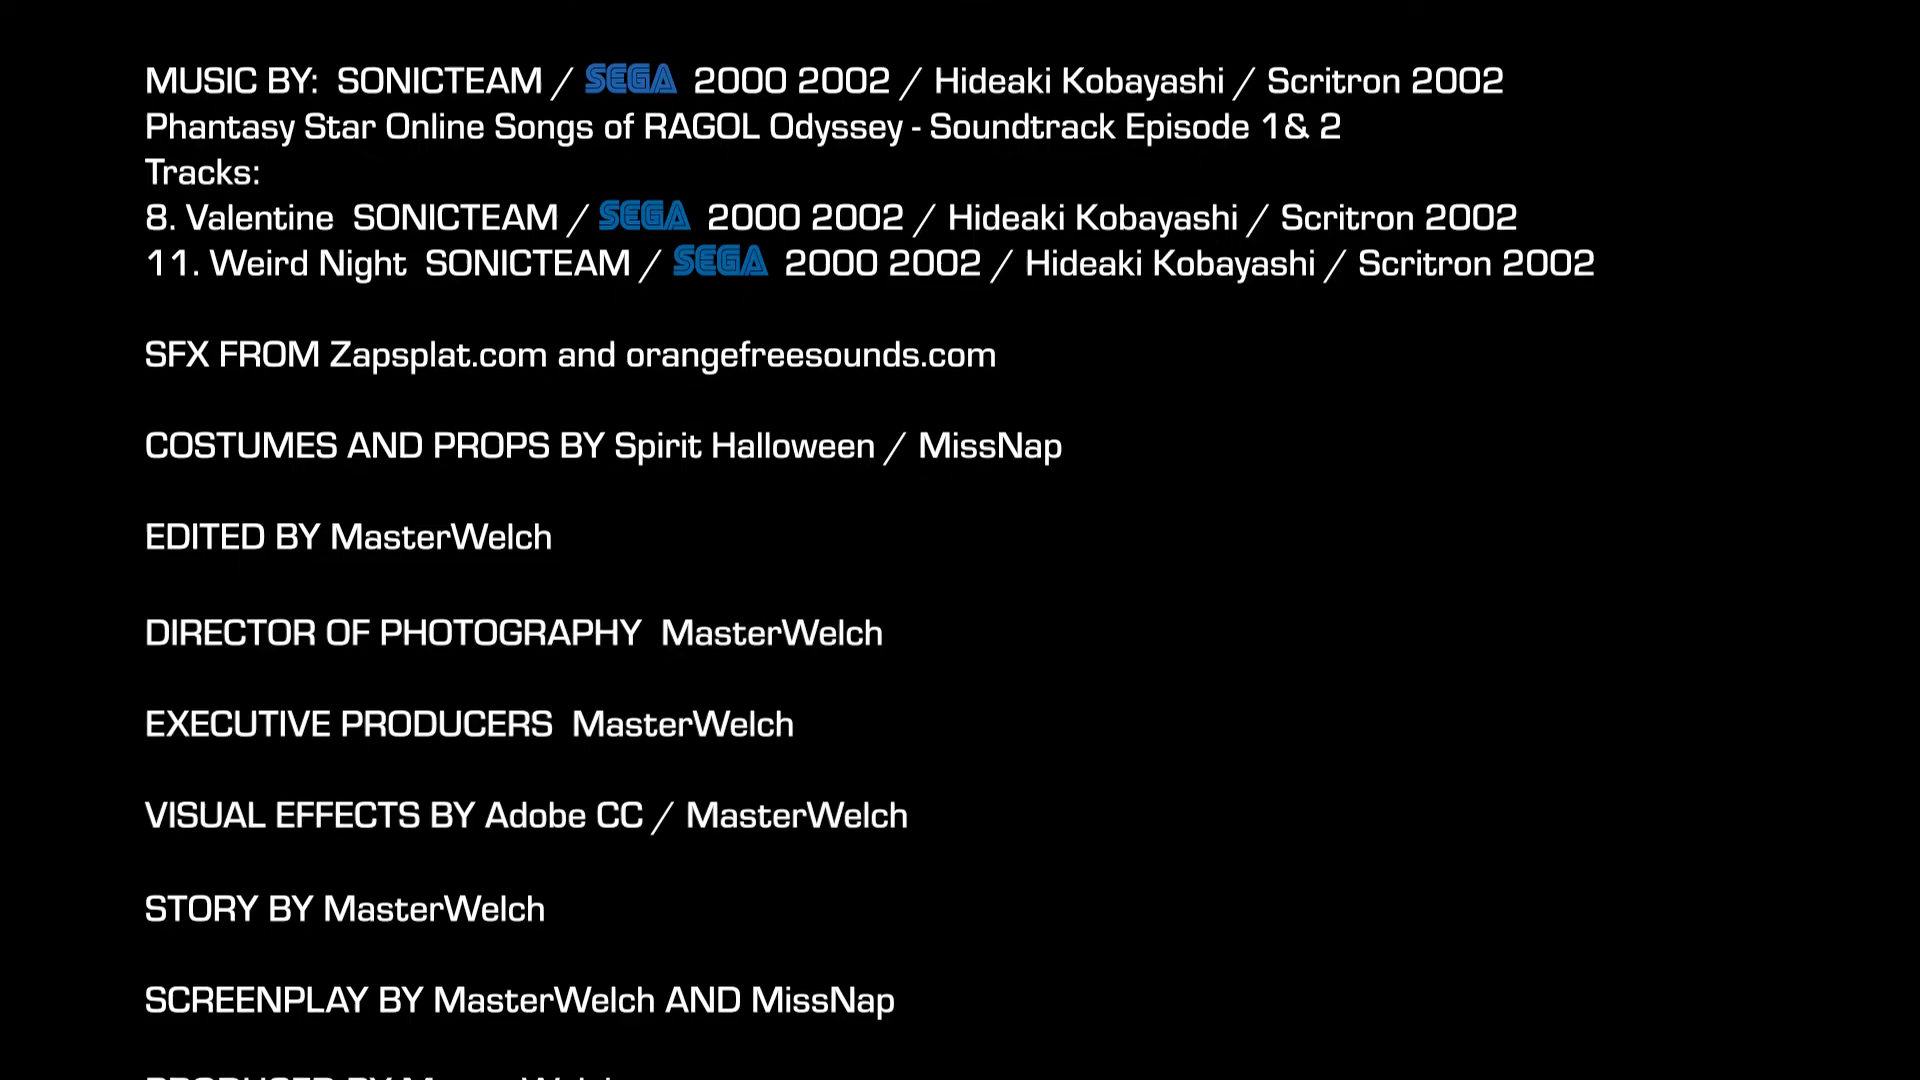 MUSIC BY: SONICTEAM / SEGA 2000 2002 / Hideaki Kobayashi / Scritron 2002
Phantasy Star Online Songs of RAGOL Odyssey - Soundtrack Episode 1& 2
Tracks:
8. Valentine SONICTEAM / SEGA 2000 2002 / Hideaki Kobayashi / Scritron 2002
11. Weird Night SONICTEAM / SEGA 2000 2002 / Hideaki Kobayashi / Scritron 2002
SFX FROM Zapsplat.com and orangefreesounds.com
COSTUMES AND PROPS BY Spirit Halloween / MissNap
EDITED BY MasterWelch
DIRECTOR OF PHOTOGRAPHY MasterWelch
EXECUTIVE PRODUCERS MasterWelch
VISUAL EFFECTS BY Adobe CC / MasterWelch
STORY BY MasterWelch
SCREENPLAY BY MasterWelch AND MissNap